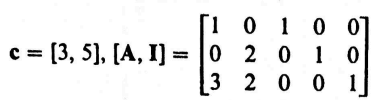 c = [3, 5], [A, I] = [1 0 1 0 0
0 2 0 1 0
3 2 0 0 1]